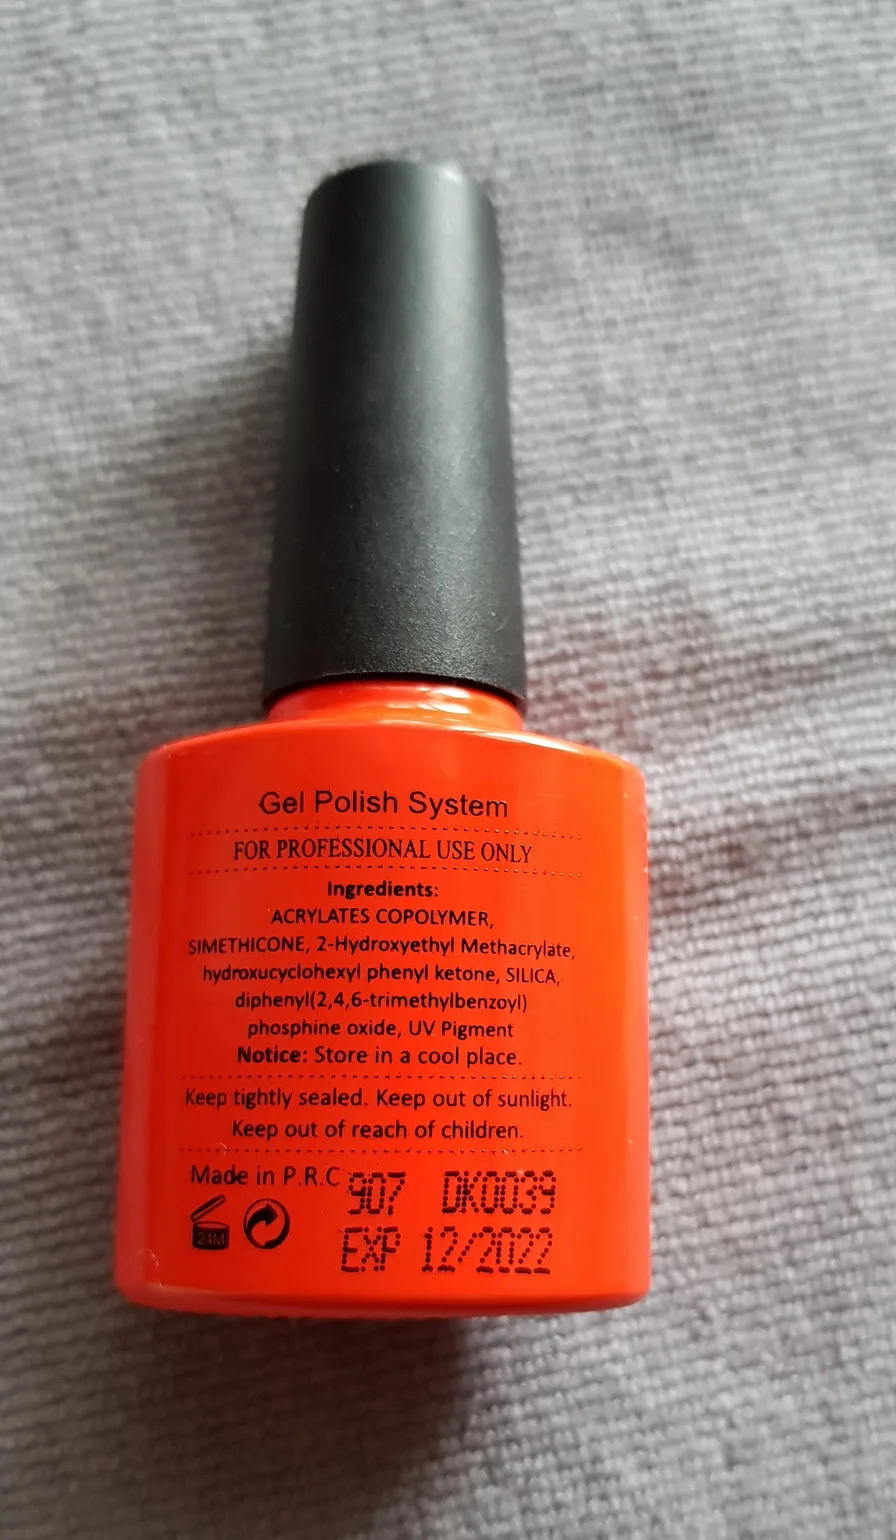 Gel Polish System
FOR PROFESSIONAL USE ONLY
Ingredients:
ACRYLATES COPOLYMER,
SIMETHICONE, 2-Hydroxyethyl Methacrylate,
hydroxucyclohexyl phenyl ketone, SILICA,
diphenyl(2,4,6-trimethylbenzoyl)
phosphine oxide, UV Pigment
Notice: Store in a cool place.
Keep tightly sealed. Keep out of sunlight.
Keep out of reach of children.
Made in P.R.C 907 DK0039
24M
EXP 12/2022